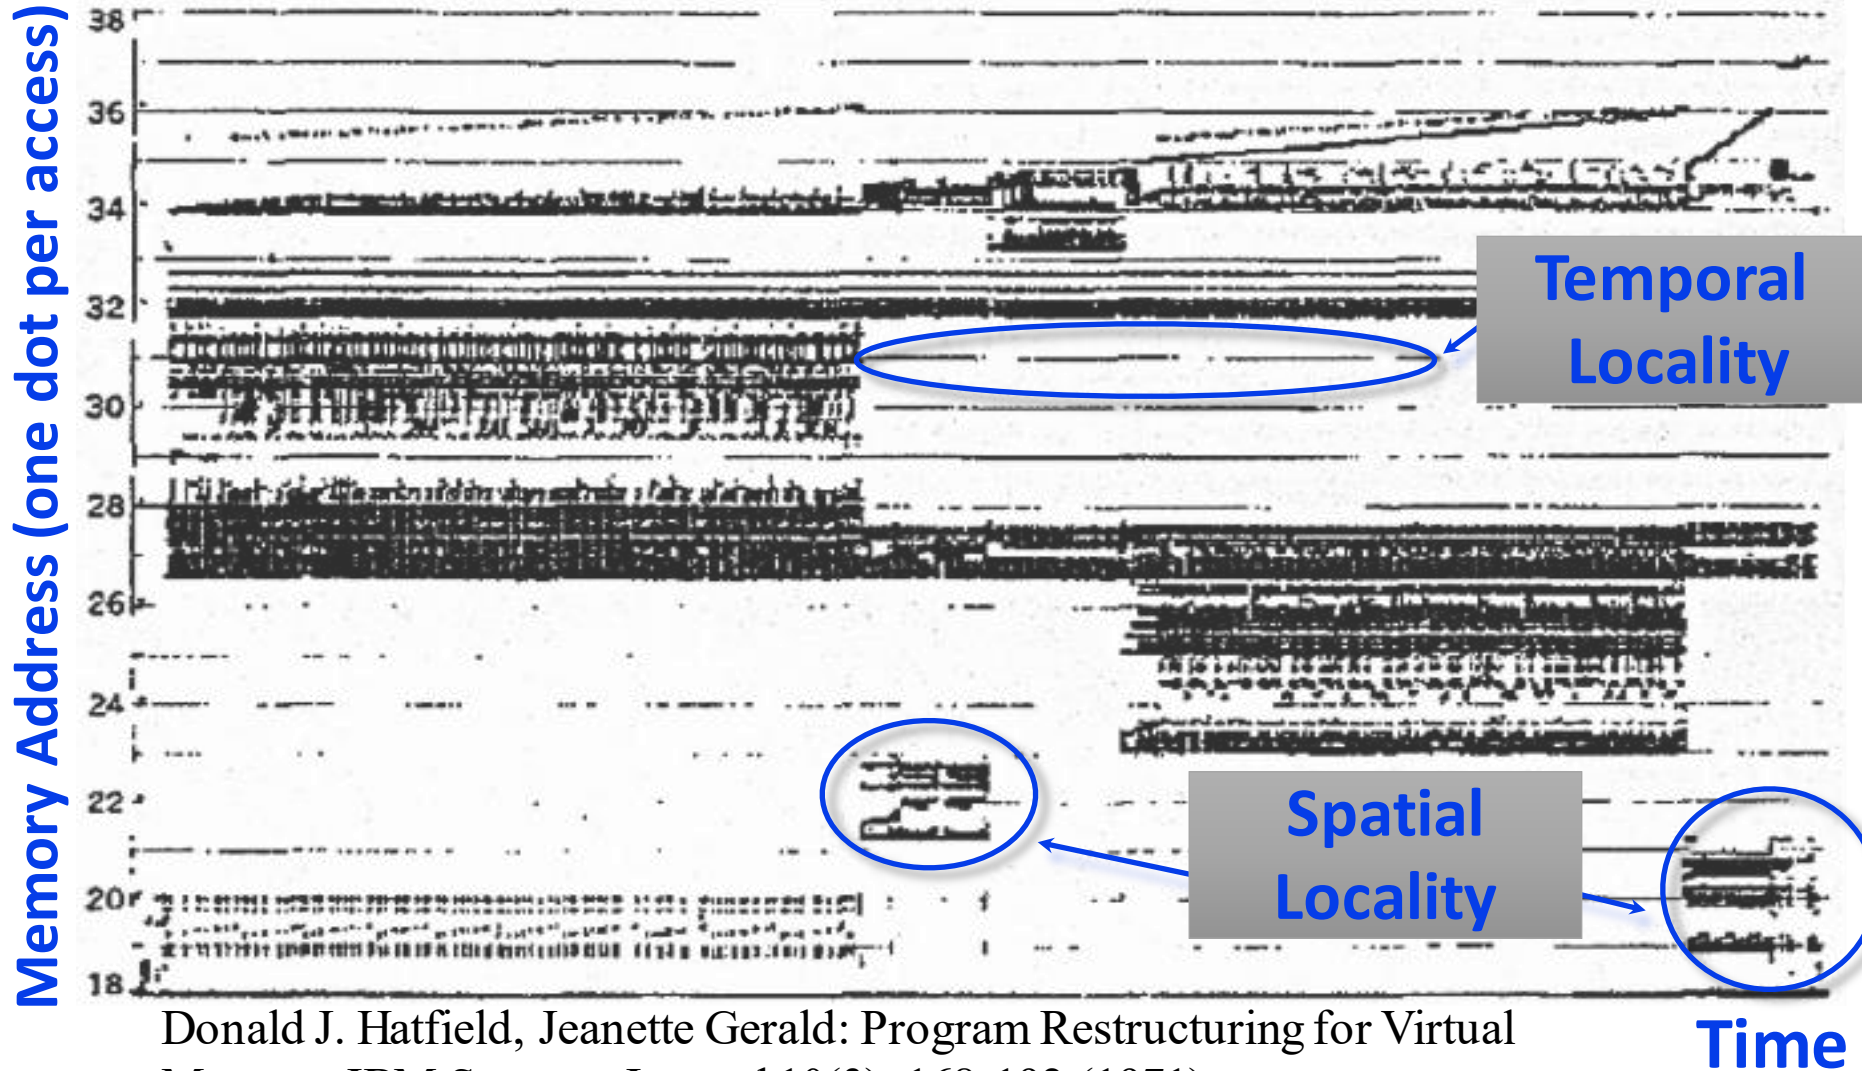 Memory Address (one dot per access)
38
36
34
32
30
28
26
24
22
20
18
Temporal
Locality
Spatial
Locality
Time
Donald J. Hatfield, Jeanette Gerald: Program Restructuring for Virtual